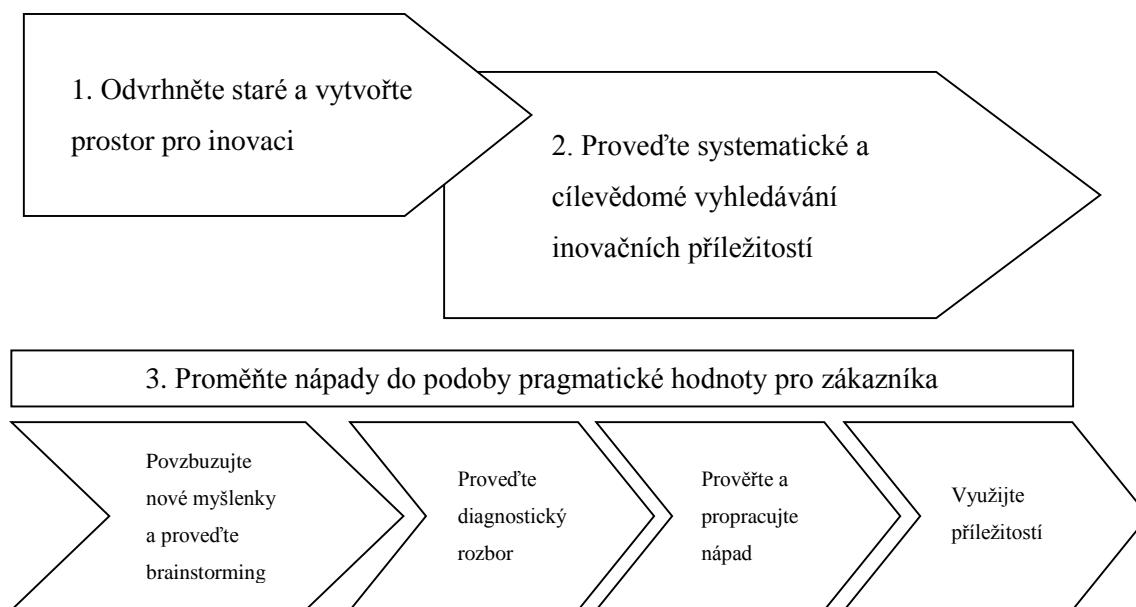 1. Odvrhněte staré a vytvořte
prostor pro inovaci
2. Proveďte systematické a
cílevědomé vyhledávání
inovačních příležitostí
3. Proměňte nápady do podoby pragmatické hodnoty pro zákazníka
Povzbuzujte
nové myšlenky
a proveďte
brainstorming
Proveďte
diagnostický
rozbor
Prověřte a
propracujte
nápad
Využijte
příležitostí